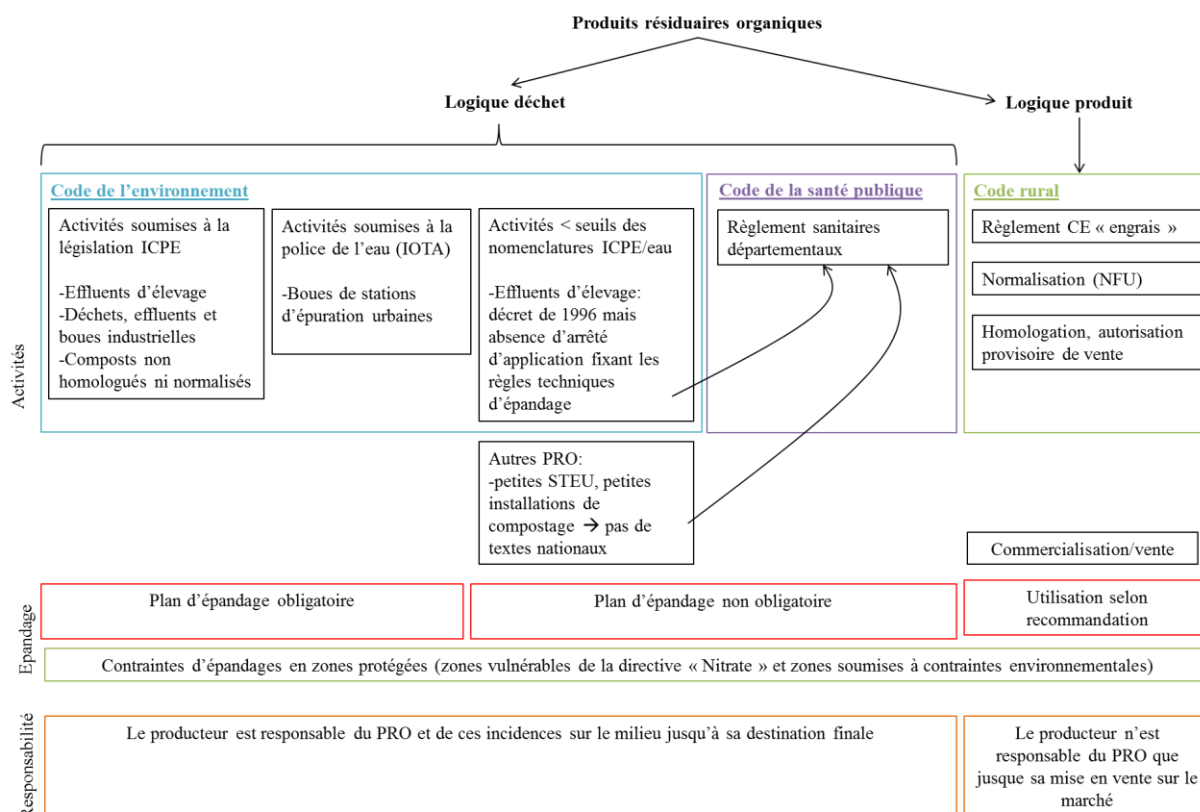 Produits résiduaires organiques
Logique déchet
Logique produit
Code de l'environnement
Activités soumises à la
législation ICPE
-Effluents d'élevage
-Déchets, effluents et
boues industrielles
-Composts non
homologués ni normalisés
Activités soumises à la
police de l'eau (IOTA)
-Boues de stations
d'épuration urbaines
Activités < seuils des
nomenclatures ICPE/eau
-Effluents d'élevage:
décret de 1996 mais
absence d'arrêté
d'application fixant les
règles techniques
d'épandage
Code de la santé publique
Règlement sanitaires
départementaux
Code rural
Règlement CE « engrais »
Normalisation (NFU)
Homologation, autorisation
provisoire de vente
Activités
Autres PRO:
-petites STEU, petites
installations de
compostage → pas de
textes nationaux
Commercialisation/vente
Epandage
Plan d'épandage obligatoire
Plan d'épandage non obligatoire
Utilisation selon
recommandation
Contraintes d'épandages en zones protégées (zones vulnérables de la directive « Nitrate » et zones soumises à contraintes environnementales)
Responsabilité
Le producteur est responsable du PRO et de ces incidences sur le milieu jusqu'à sa destination finale
Le producteur n'est
responsable du PRO que
jusque sa mise en vente sur le
marché